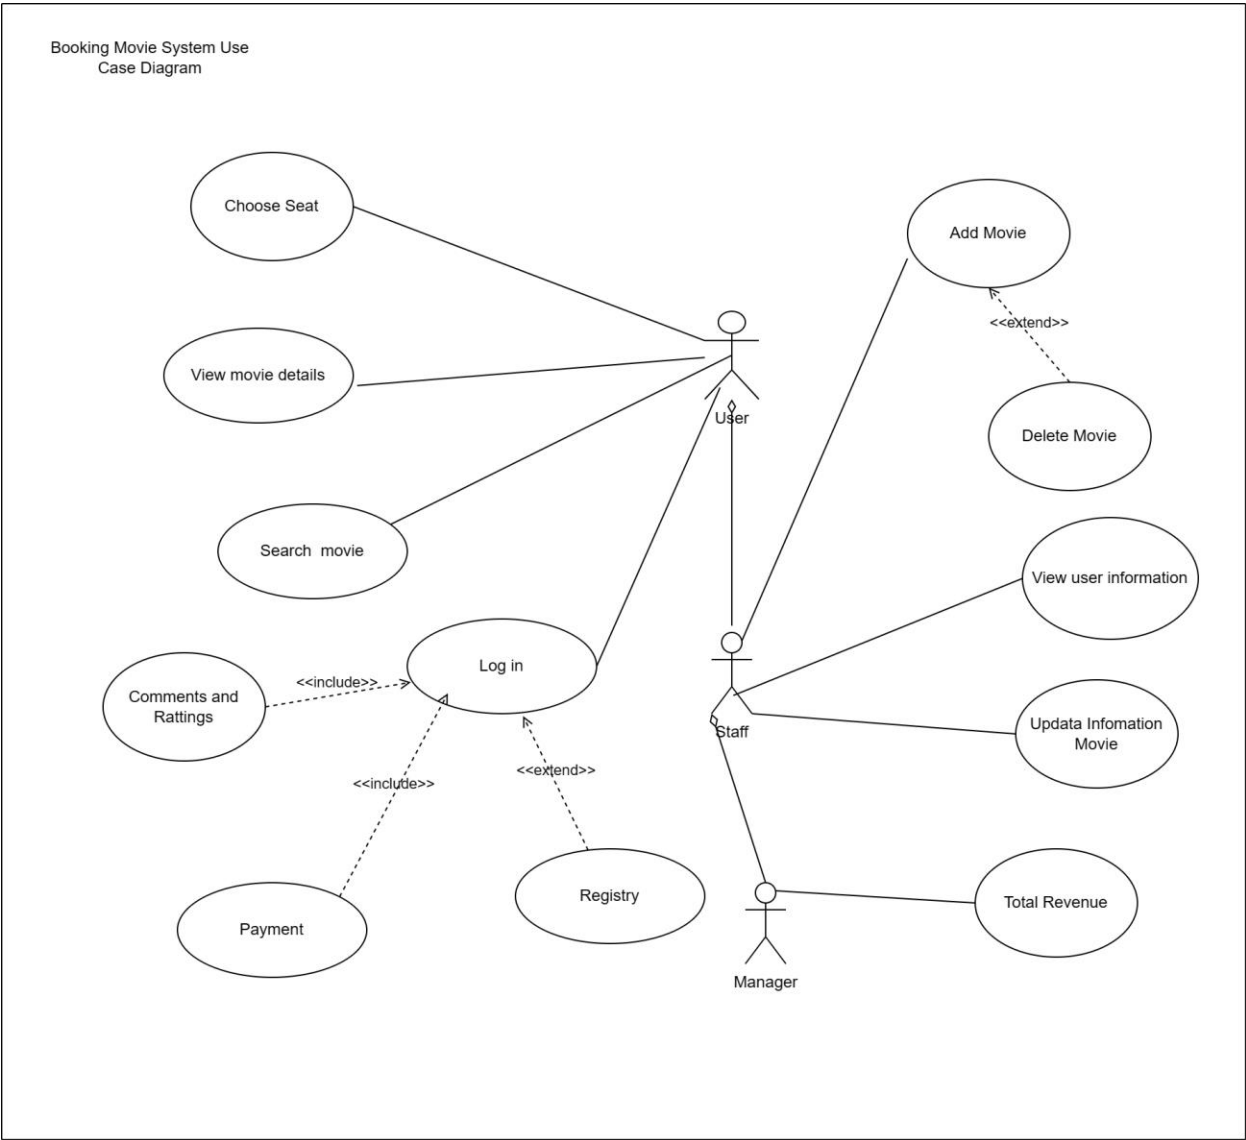 Booking Movie System Use
Case Diagram
Choose Seat
Add Movie
<<extend>>
View movie details
User
Delete Movie
Search  movie
View user information
Log in
<<include>>
Comments and
Rattings
Staff
Updata Infomation
Movie
<<include>>
<<extend>>
Registry
Total Revenue
Payment
Manager